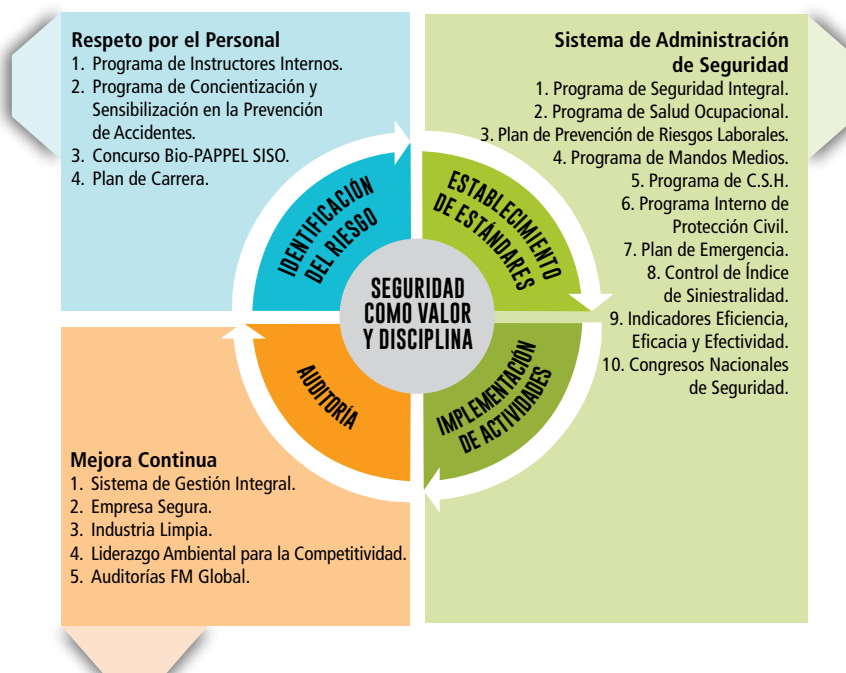 Respeto por el Personal
1. Programa de Instructores Internos.
2. Programa de Concientización y
Sensibilización en la Prevención
de Accidentes.
3. Concurso Bio-PAPPEL SISO.
4. Plan de Carrera.
Sistema de Administración
de Seguridad
1. Programa de Seguridad Integral.
2. Programa de Salud Ocupacional.
3. Plan de Prevención de Riesgos Laborales.
4. Programa de Mandos Medios.
5. Programa de C.S.H.
6. Programa Interno de
Protección Civil.
7. Plan de Emergencia.
8. Control de Índice
de Siniestralidad.
9. Indicadores Eficiencia,
Eficacia y Efectividad.
10. Congresos Nacionales
de Seguridad.
IDENTIFICACIÓN
DEL RIESGO
ESTABLECIMIENTO
DE ESTÁNDARES
SEGURIDAD
COMO VALOR
Y DISCIPLINA
AUDITORÍA
IMPLEMENTACIÓN
DE ACTIVIDADES
Mejora Continua
1. Sistema de Gestión Integral.
2. Empresa Segura.
3. Industria Limpia.
4. Liderazgo Ambiental para la Competitividad.
5. Auditorías FM Global.